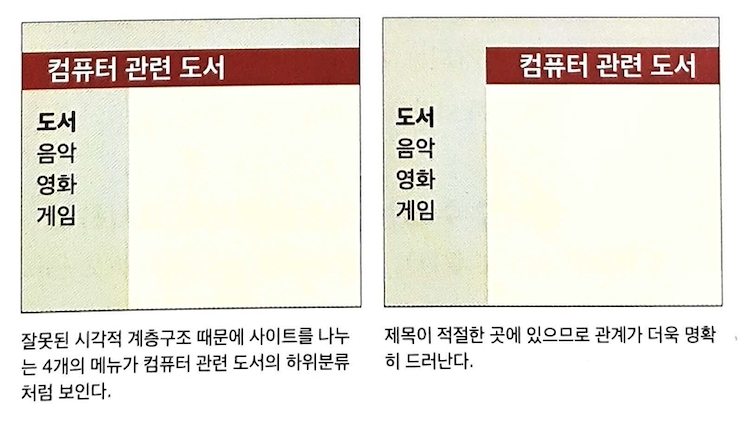 컴퓨터 관련 도서
도서
음악
영화
게임
잘못된 시각적 계층구조 때문에 사이트를 나누
는 4개의 메뉴가 컴퓨터 관련 도서의 하위분류
처럼 보인다.
컴퓨터 관련 도서
도서
음악
영화
게임
제목이 적절한 곳에 있으므로 관계가 더욱 명확
히 드러난다.